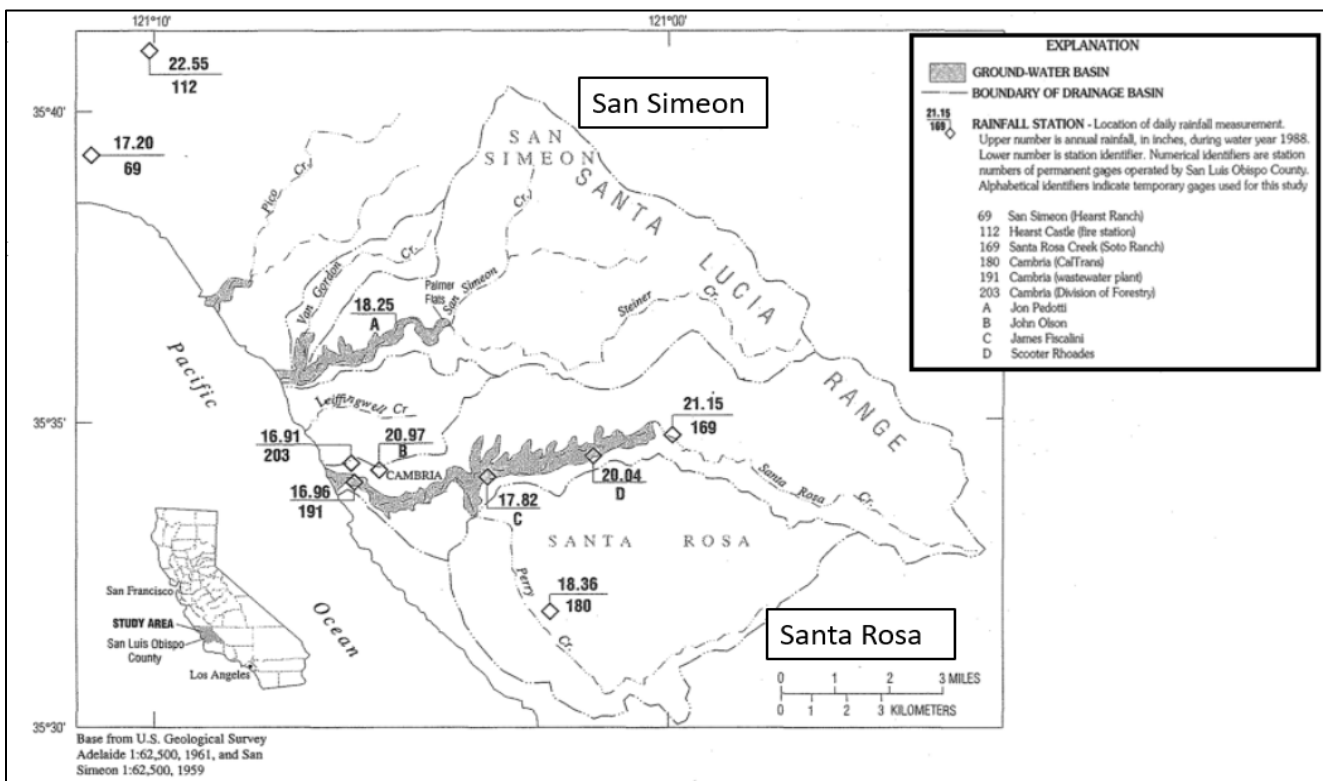 121°10'
121°00'
22.55
112
35°40'
17.20
69
San Simeon
SAN
SIMEON
SANTA
LUCIA
RANGE
Pico Cr.
Van Gordon Cr.
San Simeon Cr.
Palmer
Flats
Steiner Cr.
18.25
A
Pacific
Ocean
35°35'
Leffingwell Cr.
16.91
203
20.97
B
CAMBRIA
16.96
191
21.15
169
20.04
D
17.82
C
Santa Rosa Cr.
SANTA ROSA
Perry Cr.
18.36
180
Santa Rosa
San Francisco
STUDY AREA
San Luis Obispo
County
Los Angeles
0 1 2 3 MILES
0 1 2 3 KILOMETERS
35°30'
Base from U.S. Geological Survey
Adelaide 1:62,500, 1961, and San
Simeon 1:62,500, 1959
EXPLANATION
GROUND-WATER BASIN
BOUNDARY OF DRAINAGE BASIN
21.15
169
RAINFALL STATION - Location of daily rainfall measurement.
Upper number is annual rainfall, in inches, during water year 1988.
Lower number is station identifier. Numerical identifiers are station
numbers of permanent gages operated by San Luis Obispo County.
Alphabetical identifiers indicate temporary gages used for this study
69 San Simeon (Hearst Ranch)
112 Hearst Castle (fire station)
169 Santa Rosa Creek (Soto Ranch)
180 Cambria (CalTrans)
191 Cambria (wastewater plant)
203 Cambria (Division of Forestry)
A Jon Pedotti
B John Olson
C James Fiscalini
D Scooter Rhoades